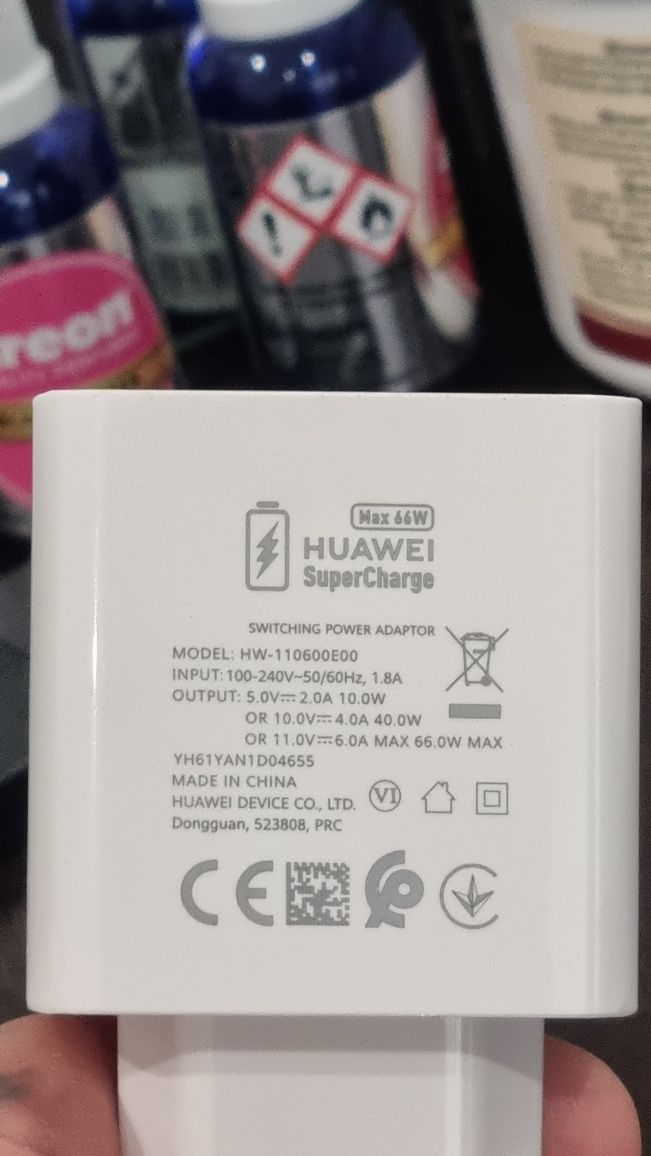 reon
Max 66W
HUAWEI
SuperCharge
SWITCHING POWER ADAPTOR
MODEL: HW-110600E00
INPUT: 100-240V~50/60Hz, 1.8A
OUTPUT: 5.0V⎓2.0A 10.0W
OR 10.0V⎓4.0A 40.0W
OR 11.0V⎓6.0A MAX 66.0W MAX
YH61YAN1D04655
MADE IN CHINA
HUAWEI DEVICE CO., LTD.
VI
Dongguan, 523808, PRC
CE